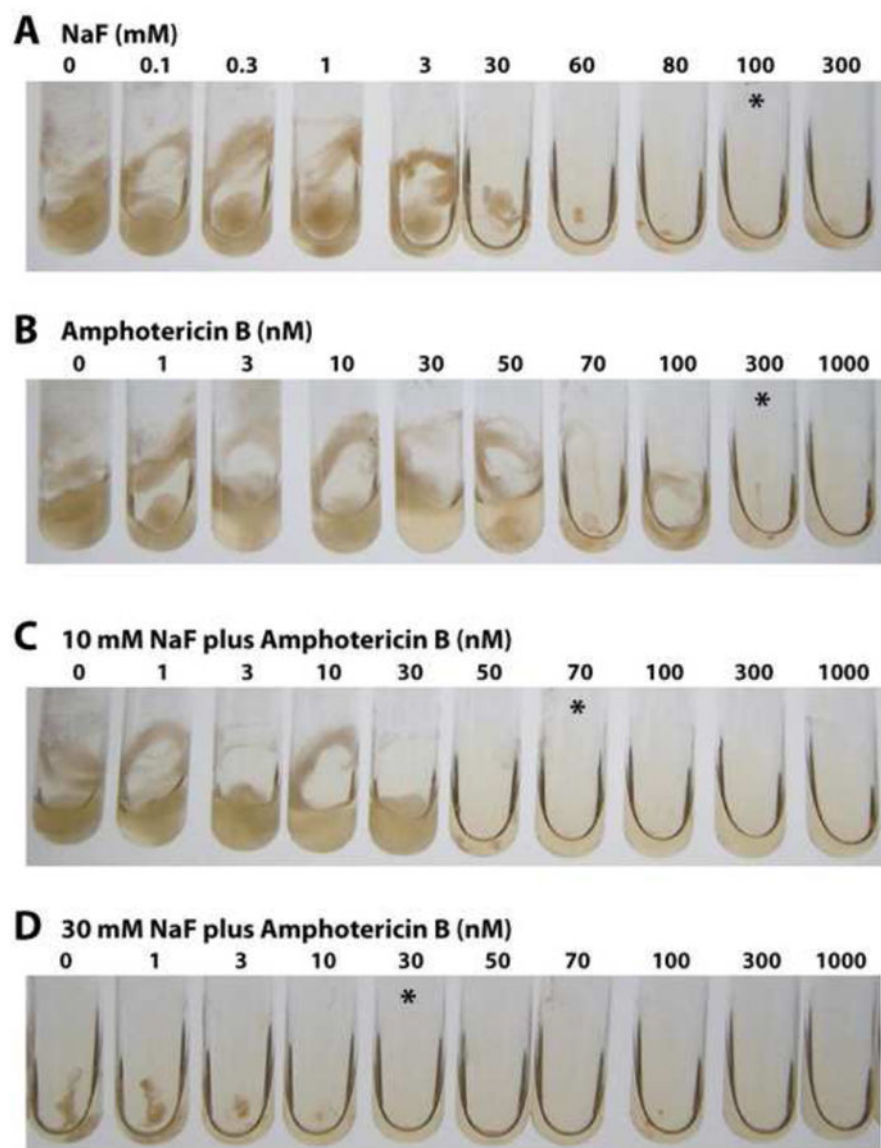 A NaF (mM)
0 0.1 0.3 1 3 30 60 80 100 300
*
B Amphotericin B (nM)
0 1 3 10 30 50 70 100 300 1000
*
C 10 mM NaF plus Amphotericin B (nM)
0 1 3 10 30 50 70 100 300 1000
*
D 30 mM NaF plus Amphotericin B (nM)
0 1 3 10 30 50 70 100 300 1000
*